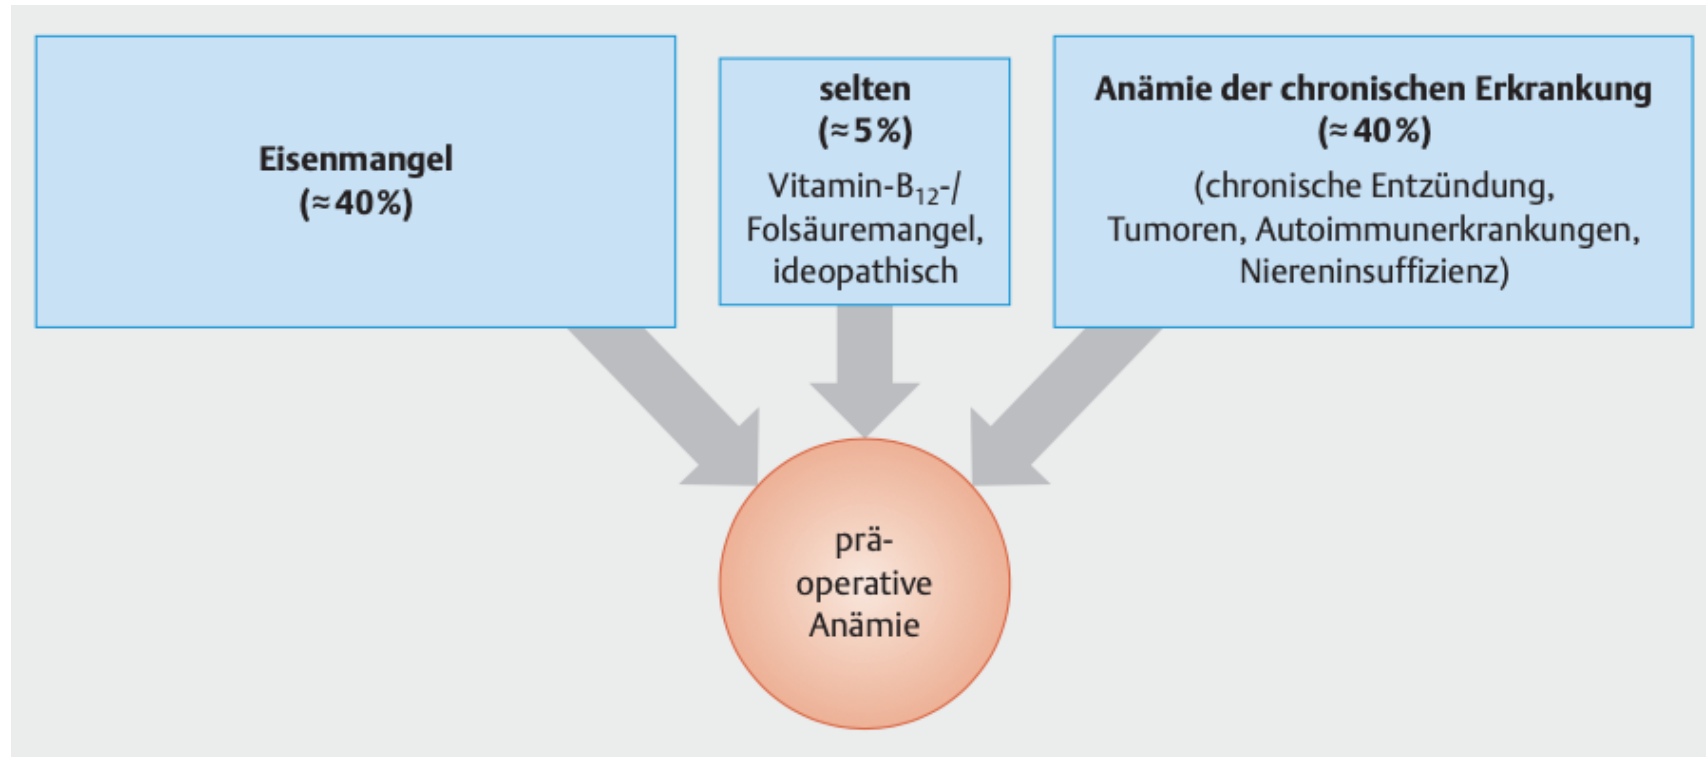 Eisenmangel
(≈ 40 %)
selten
(≈ 5 %)
Vitamin-B₁₂-/
Folsäuremangel,
ideopathisch
Anämie der chronischen Erkrankung
(≈ 40 %)
(chronische Entzündung,
Tumoren, Autoimmunerkrankungen,
Niereninsuffizienz)
prä-
operative
Anämie